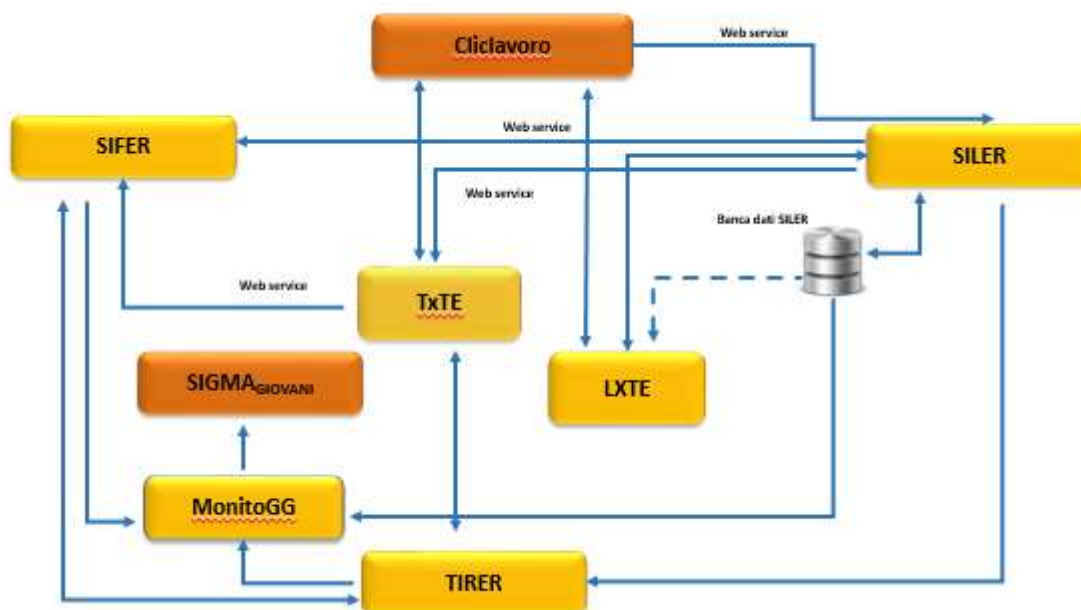 Web service
Cliclavoro
SIFER
Web service
SILER
Web service
Banca dati SILER
Web service
TxTE
SIGMAGIOVANI
LXTE
MonitoGG
TIRER